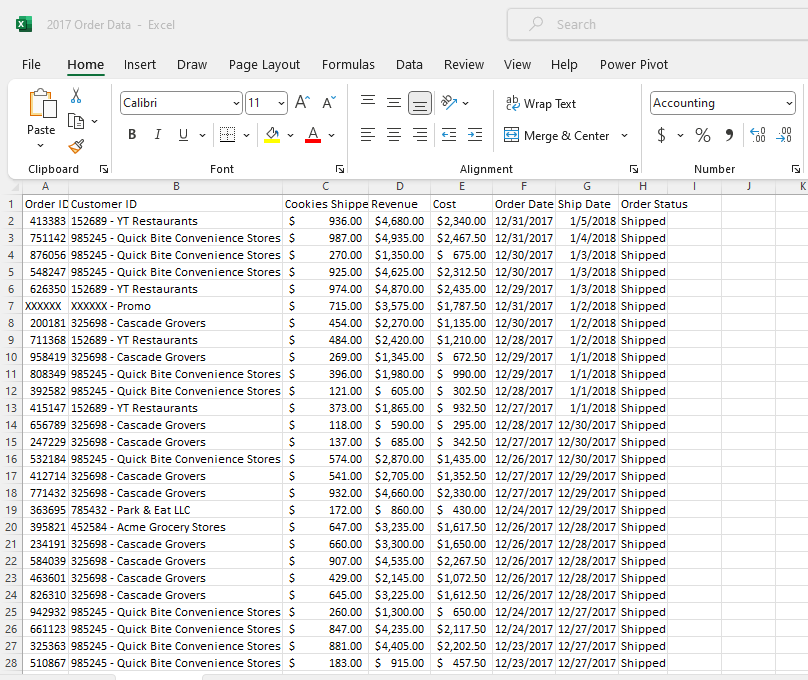 2017 Order Data - Excel
Search
File Home Insert Draw Page Layout Formulas Data Review View Help Power Pivot
Calibri 11 ab Wrap Text Accounting
Paste B I U A Merge & Center $ % 9 .00
Clipboard Font Alignment Number
A B C D E F G H I J K
1 Order ID Customer ID Cookies Shippe Revenue Cost Order Date Ship Date Order Status
2 413383 152689 - YT Restaurants $ 936.00 $4,680.00 $2,340.00 12/31/2017 1/5/2018 Shipped
3 751142 985245 - Quick Bite Convenience Stores $ 987.00 $4,935.00 $2,467.50 12/31/2017 1/4/2018 Shipped
4 876056 985245 - Quick Bite Convenience Stores $ 270.00 $1,350.00 $ 675.00 12/30/2017 1/3/2018 Shipped
5 548247 985245 - Quick Bite Convenience Stores $ 925.00 $4,625.00 $2,312.50 12/30/2017 1/3/2018 Shipped
6 626350 152689 - YT Restaurants $ 974.00 $4,870.00 $2,435.00 12/29/2017 1/3/2018 Shipped
7 XXXXXX XXXXXX - Promo $ 715.00 $3,575.00 $1,787.50 12/31/2017 1/2/2018 Shipped
8 200181 325698 - Cascade Grovers $ 454.00 $2,270.00 $1,135.00 12/30/2017 1/2/2018 Shipped
9 711368 152689 - YT Restaurants $ 484.00 $2,420.00 $1,210.00 12/28/2017 1/2/2018 Shipped
10 958419 325698 - Cascade Grovers $ 269.00 $1,345.00 $ 672.50 12/29/2017 1/1/2018 Shipped
11 808349 985245 - Quick Bite Convenience Stores $ 396.00 $1,980.00 $ 990.00 12/29/2017 1/1/2018 Shipped
12 392582 985245 - Quick Bite Convenience Stores $ 121.00 $ 605.00 $ 302.50 12/28/2017 1/1/2018 Shipped
13 415147 152689 - YT Restaurants $ 373.00 $1,865.00 $ 932.50 12/27/2017 1/1/2018 Shipped
14 656789 325698 - Cascade Grovers $ 118.00 $ 590.00 $ 295.00 12/28/2017 12/30/2017 Shipped
15 247229 325698 - Cascade Grovers $ 137.00 $ 685.00 $ 342.50 12/27/2017 12/30/2017 Shipped
16 532184 985245 - Quick Bite Convenience Stores $ 574.00 $2,870.00 $1,435.00 12/26/2017 12/30/2017 Shipped
17 412714 325698 - Cascade Grovers $ 541.00 $2,705.00 $1,352.50 12/27/2017 12/29/2017 Shipped
18 771432 325698 - Cascade Grovers $ 932.00 $4,660.00 $2,330.00 12/27/2017 12/29/2017 Shipped
19 363695 785432 - Park & Eat LLC $ 172.00 $ 860.00 $ 430.00 12/24/2017 12/29/2017 Shipped
20 395821 452584 - Acme Grocery Stores $ 647.00 $3,235.00 $1,617.50 12/26/2017 12/28/2017 Shipped
21 234191 325698 - Cascade Grovers $ 660.00 $3,300.00 $1,650.00 12/26/2017 12/28/2017 Shipped
22 584039 325698 - Cascade Grovers $ 907.00 $4,535.00 $2,267.50 12/26/2017 12/28/2017 Shipped
23 463601 325698 - Cascade Grovers $ 429.00 $2,145.00 $1,072.50 12/26/2017 12/28/2017 Shipped
24 826310 325698 - Cascade Grovers $ 645.00 $3,225.00 $1,612.50 12/26/2017 12/28/2017 Shipped
25 942932 985245 - Quick Bite Convenience Stores $ 260.00 $1,300.00 $ 650.00 12/24/2017 12/27/2017 Shipped
26 661123 985245 - Quick Bite Convenience Stores $ 847.00 $4,235.00 $2,117.50 12/24/2017 12/27/2017 Shipped
27 325363 985245 - Quick Bite Convenience Stores $ 881.00 $4,405.00 $2,202.50 12/23/2017 12/27/2017 Shipped
28 510867 985245 - Quick Bite Convenience Stores $ 183.00 $ 915.00 $ 457.50 12/23/2017 12/27/2017 Shipped